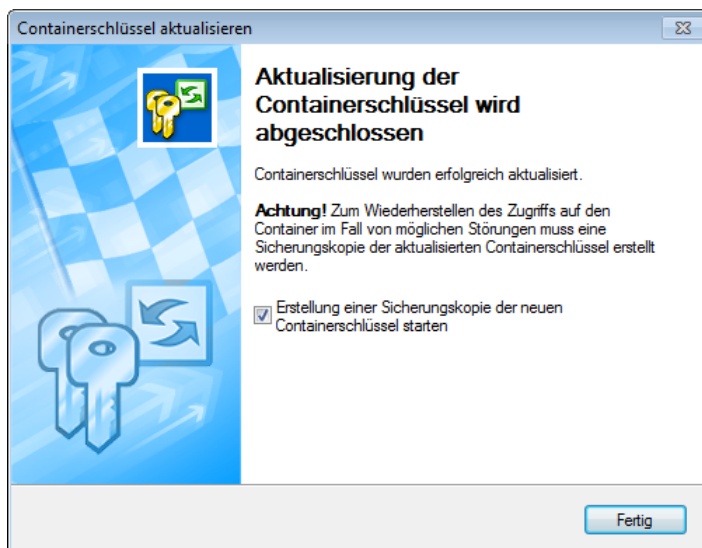 Containerschlüssel aktualisieren
Aktualisierung der
Containerschlüssel wird
abgeschlossen
Containerschlüssel wurden erfolgreich aktualisiert.
Achtung! Zum Wiederherstellen des Zugriffs auf den
Container im Fall von möglichen Störungen muss eine
Sicherungskopie der aktualisierten Containerschlüssel erstellt
werden.
Erstellung einer Sicherungskopie der neuen
Containerschlüssel starten
Fertig